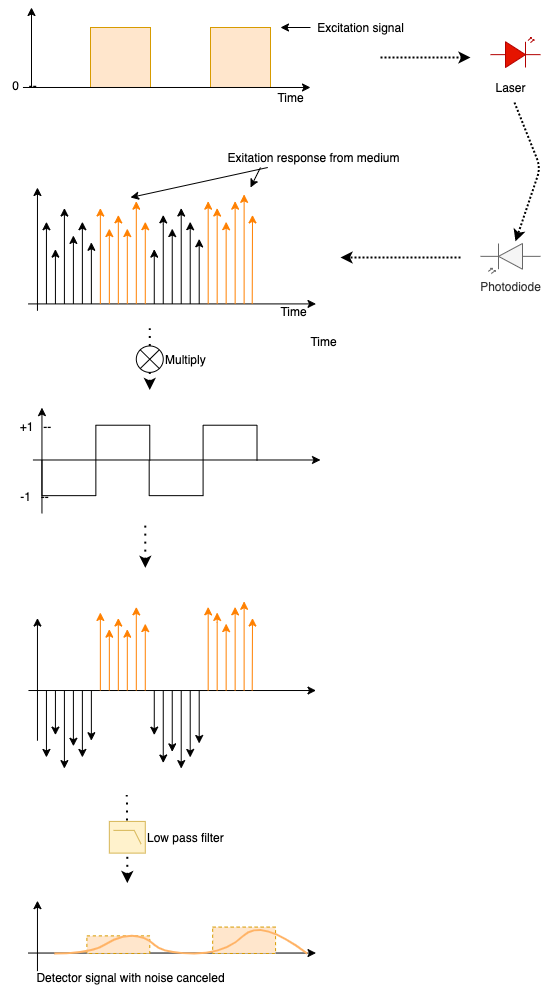 Excitation signal
0
Time
Laser
Exitation response from medium
Photodiode
Time
Time
Multiply
+1
-1
Low pass filter
Detector signal with noise canceled